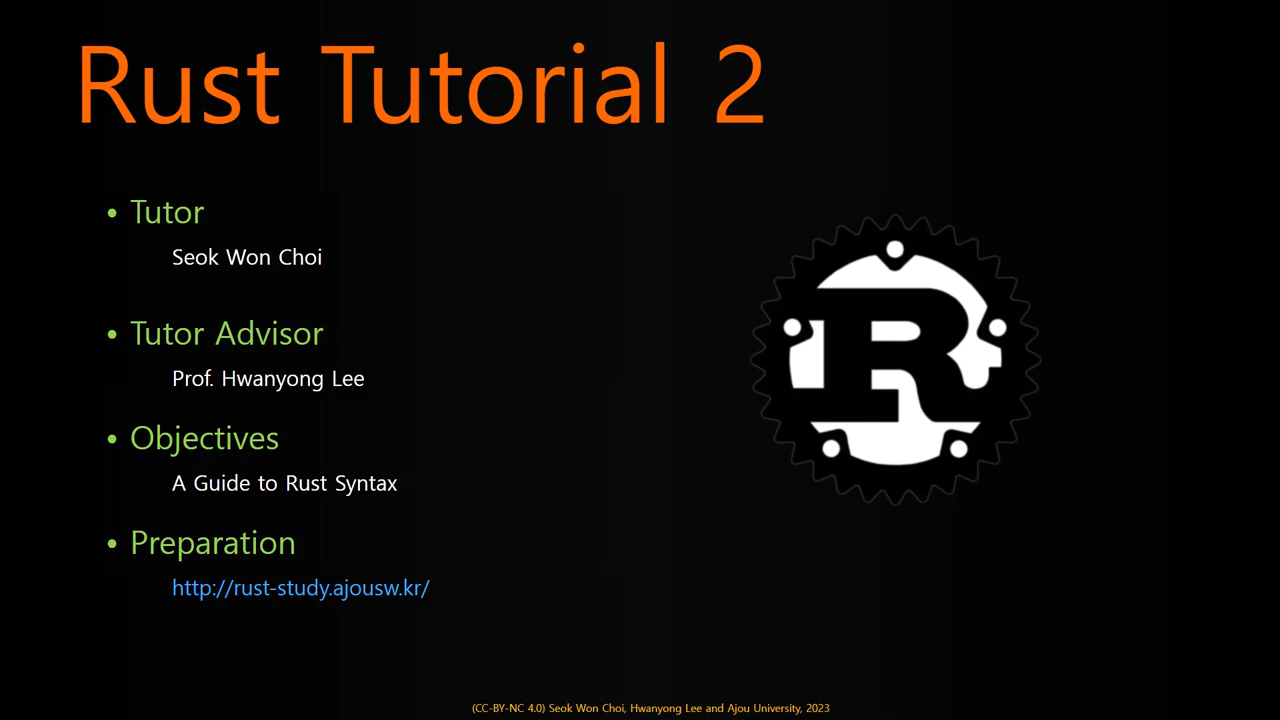 Rust Tutorial 2
• Tutor
Seok Won Choi
• Tutor Advisor
Prof. Hwanyong Lee
• Objectives
A Guide to Rust Syntax
• Preparation
http://rust-study.ajousw.kr/
R
(CC-BY-NC 4.0) Seok Won Choi, Hwanyong Lee and Ajou University, 2023